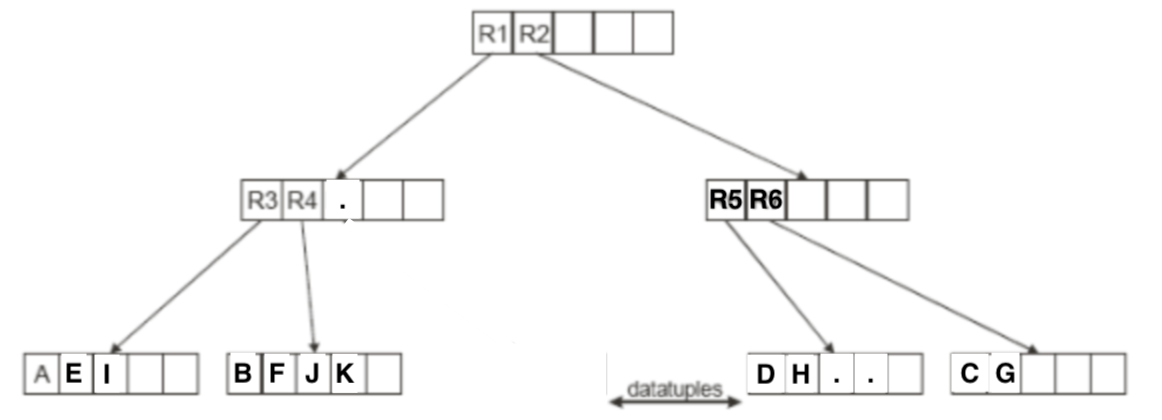 R1 R2
R3 R4 .
R5 R6
A E I
B F J K
datatuples
D H . .
C G